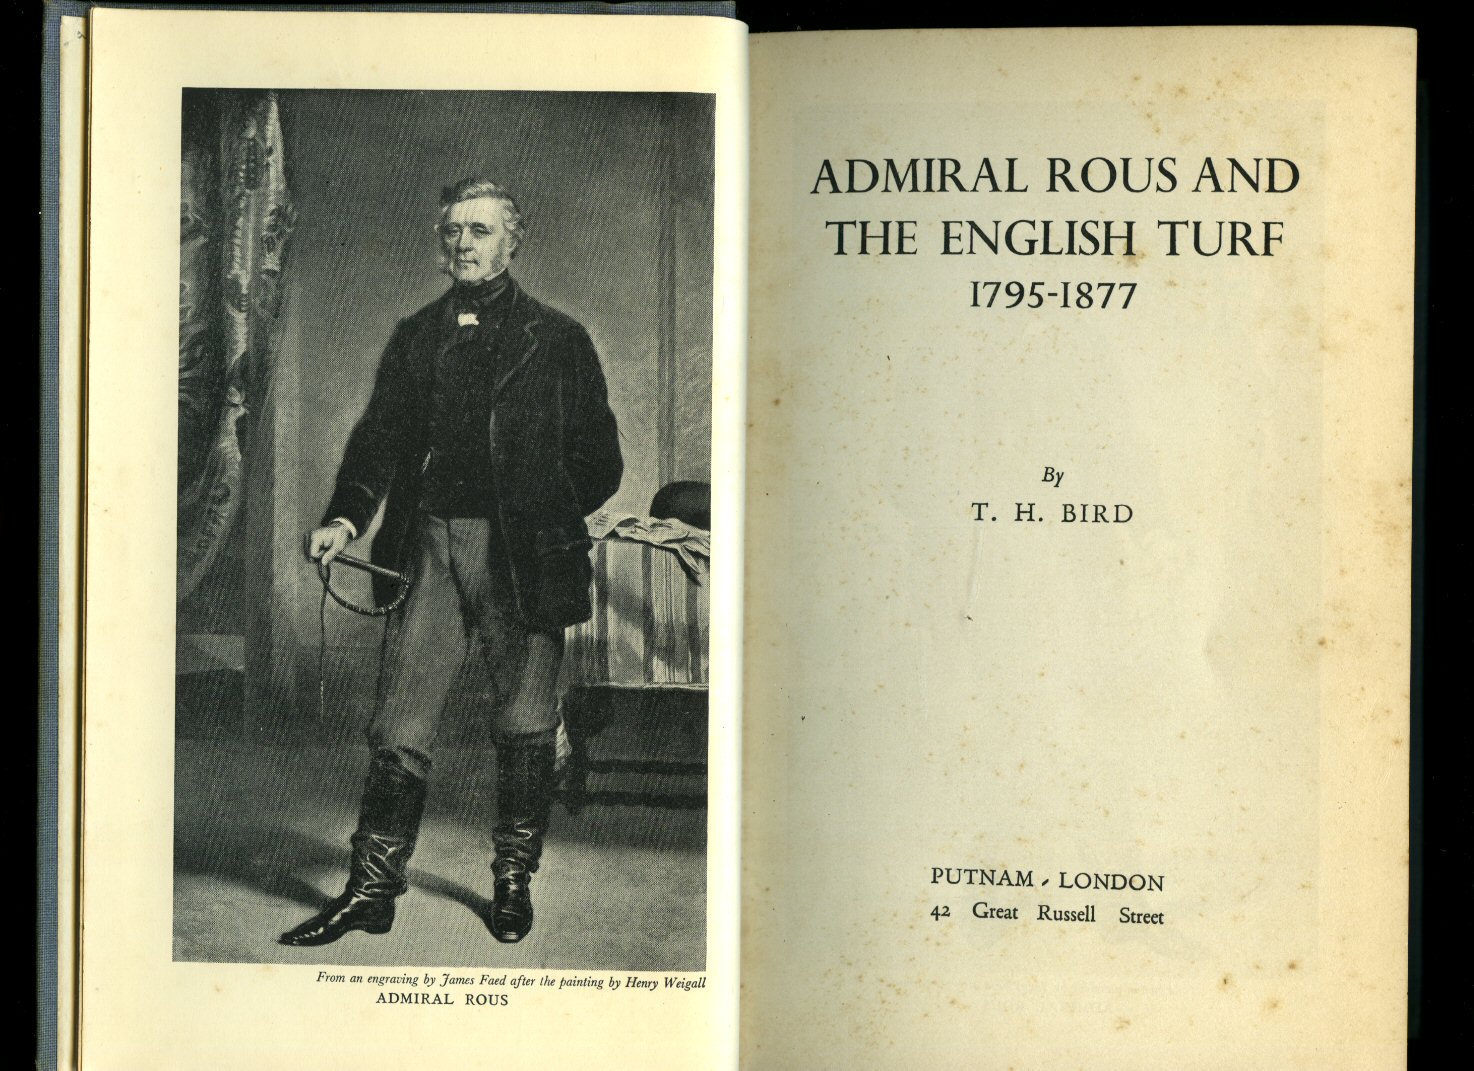 From an engraving by James Faed after the painting by Henry Weigall
ADMIRAL ROUS
ADMIRAL ROUS AND
THE ENGLISH TURF
1795-1877
By
T. H. BIRD
PUTNAM - LONDON
42 Great Russell Street